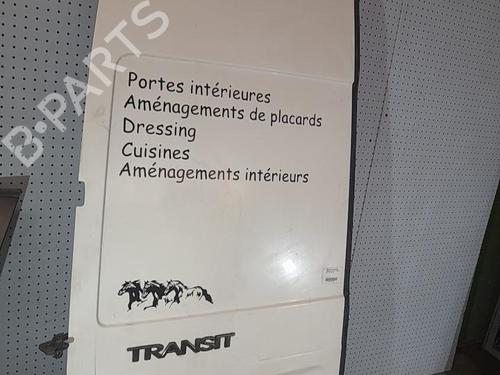 B-PARTS
Portes intérieures
Aménagements de placards
Dressing
Cuisines
Aménagements intérieurs
TRANSIT